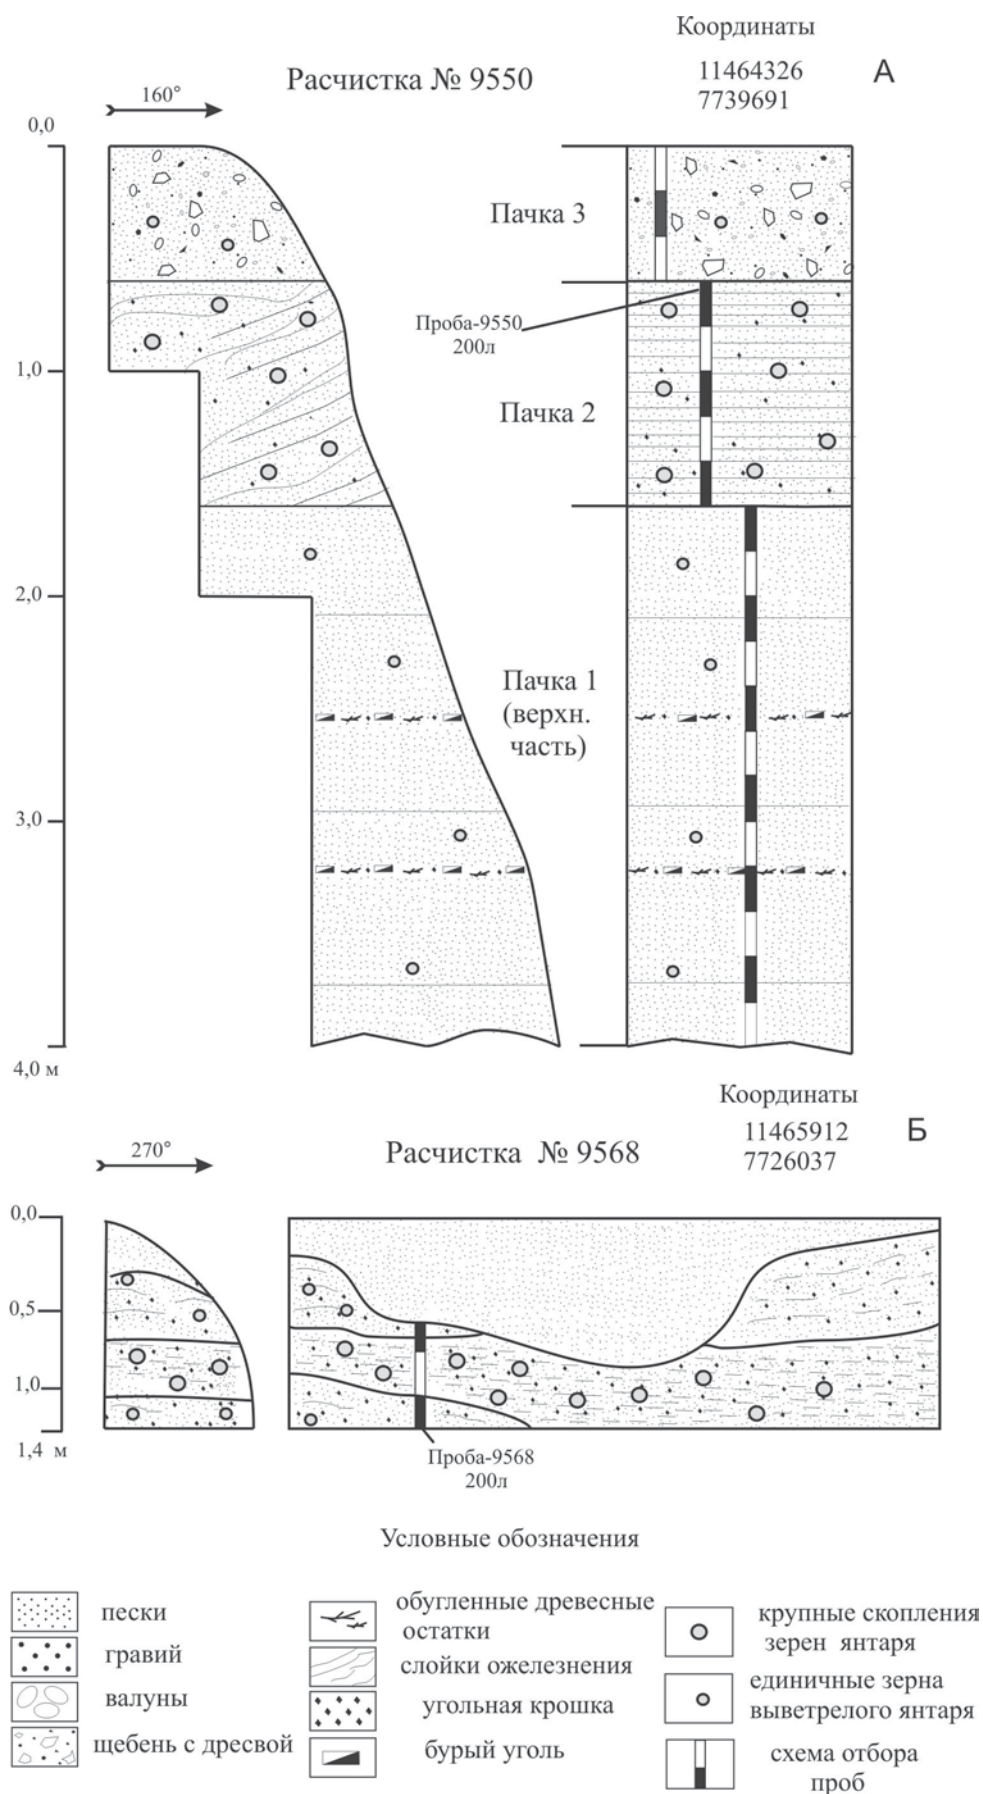 Координаты
Расчистка № 9550
11464326
7739691
А
160°
0,0
Пачка 3
Проба-9550
200л
1,0
Пачка 2
2,0
Пачка 1
(верхн.
часть)
3,0
4,0 м
Координаты
270°
Расчистка № 9568
11465912
7726037
Б
0,0
0,5
1,0
1,4 м
Проба-9568
200л
Условные обозначения
пески
гравий
валуны
щебень с дресвой
обугленные древесные
остатки
слойки ожелезнения
угольная крошка
бурый уголь
крупные скопления
зерен янтаря
единичные зерна
выветрелого янтаря
схема отбора
проб